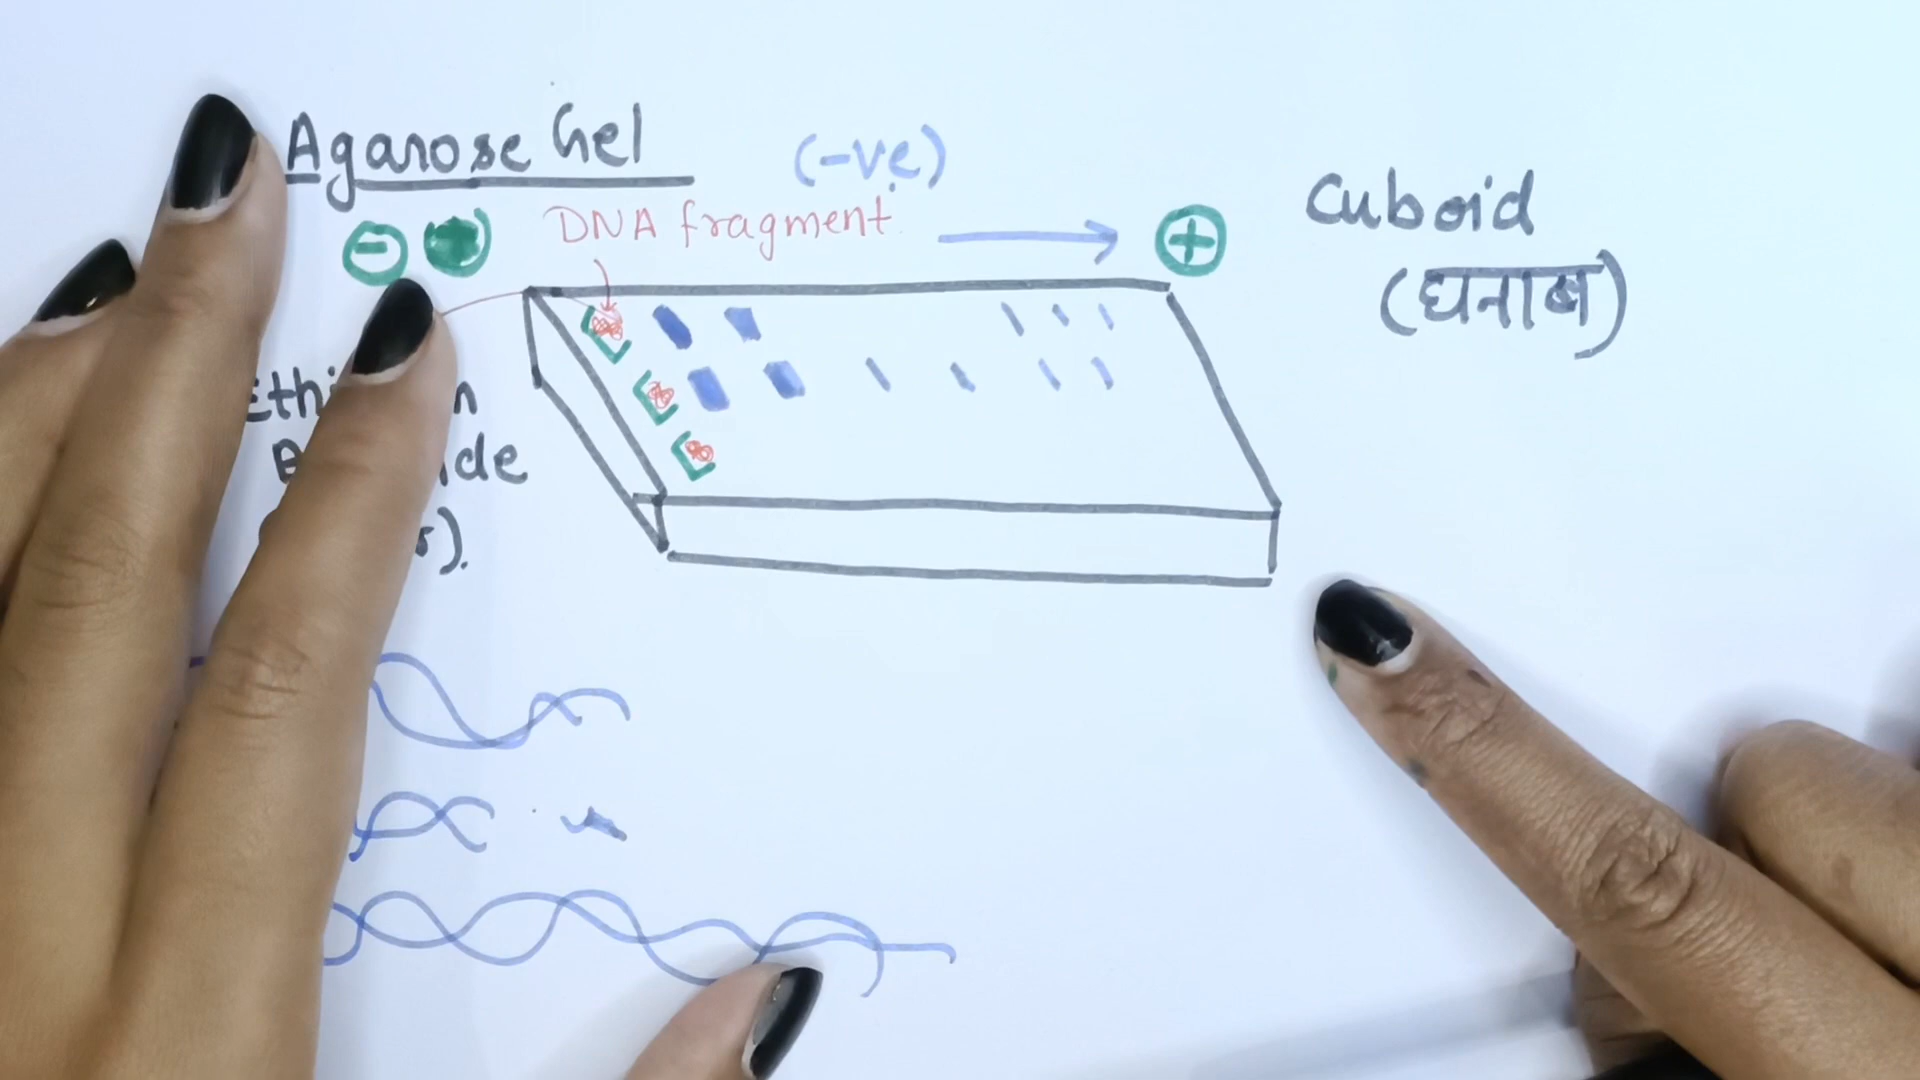 Agarose Gel
(-ve)
DNA fragment
- +
Cuboid
(घनाब)